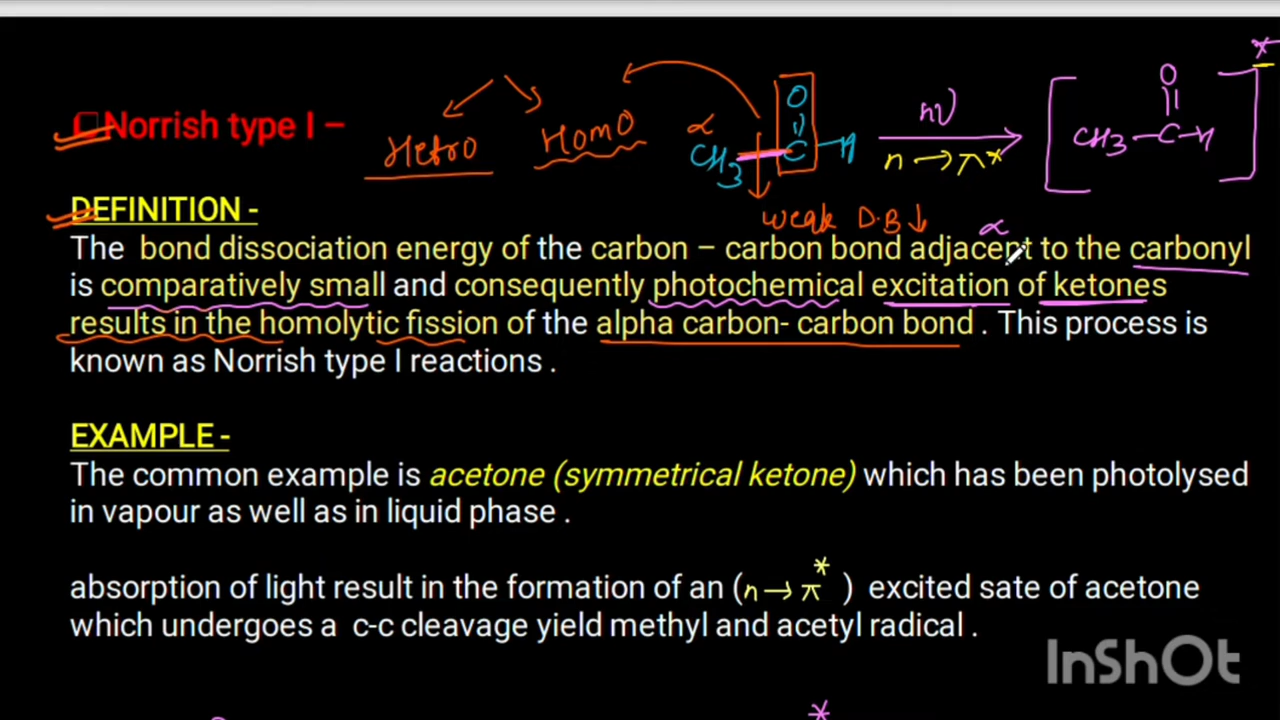 O
*
hν
O
Norrish type I –
Hetro
Homo
α
CH3
C
H
n → π*
CH3–C–H
weak D.B ↓
DEFINITION -
α
The bond dissociation energy of the carbon – carbon bond adjacent to the carbonyl
is comparatively small and consequently photochemical excitation of ketones
results in the homolytic fission of the alpha carbon- carbon bond . This process is
known as Norrish type I reactions .
EXAMPLE -
The common example is acetone (symmetrical ketone) which has been photolysed
in vapour as well as in liquid phase .
absorption of light result in the formation of an (n → π* ) excited sate of acetone
which undergoes a c-c cleavage yield methyl and acetyl radical .
InShOt
*